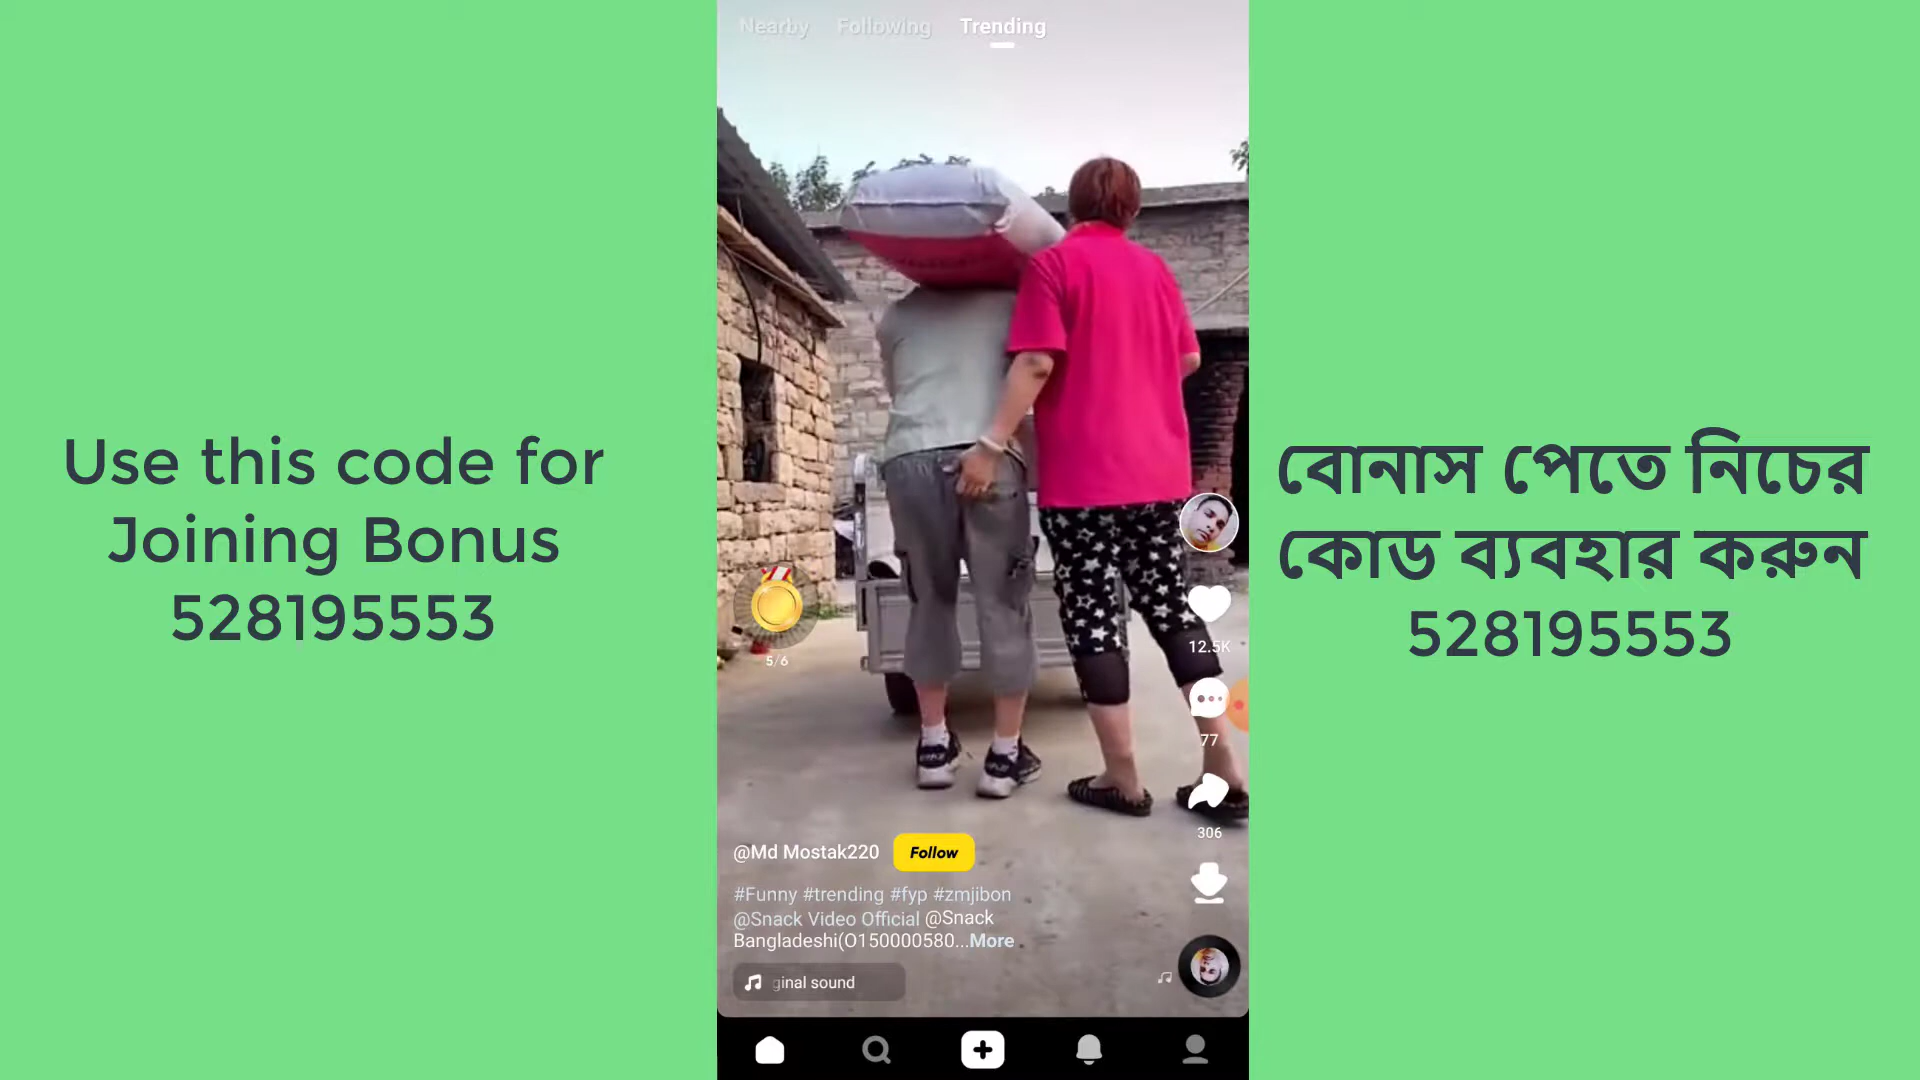 Nearby Following Trending
Use this code for
Joining Bonus
528195553
বোনাস পেতে নিচের
কোড ব্যবহার করুন
528195553
5/6
12.5K
77
306
@Md Mostak220 Follow
#Funny #trending #fyp #zmjibon
@Snack Video Official @Snack
Bangladeshi(O150000580...More
ginal sound